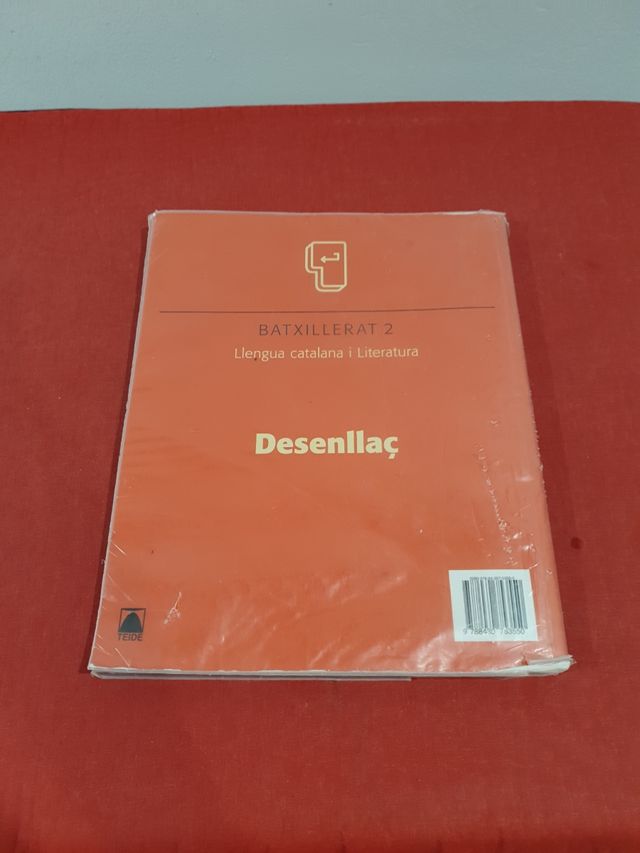 BATXILLERAT 2
Llengua catalana i Literatura
Desenllaç
TEIDE